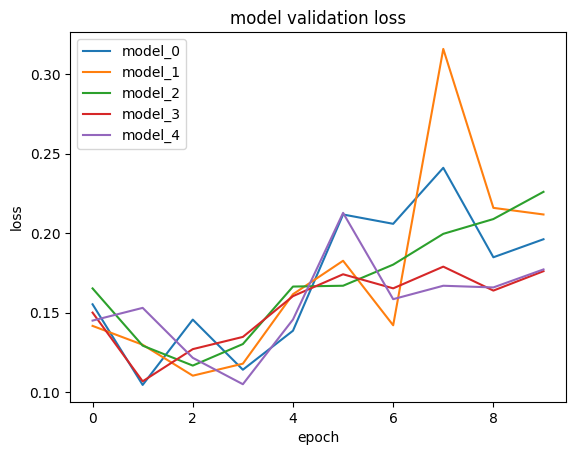 model validation loss
model_0
model_1
model_2
model_3
model_4
0.30
0.25
0.20
0.15
0.10
loss
0 2 4 6 8
epoch